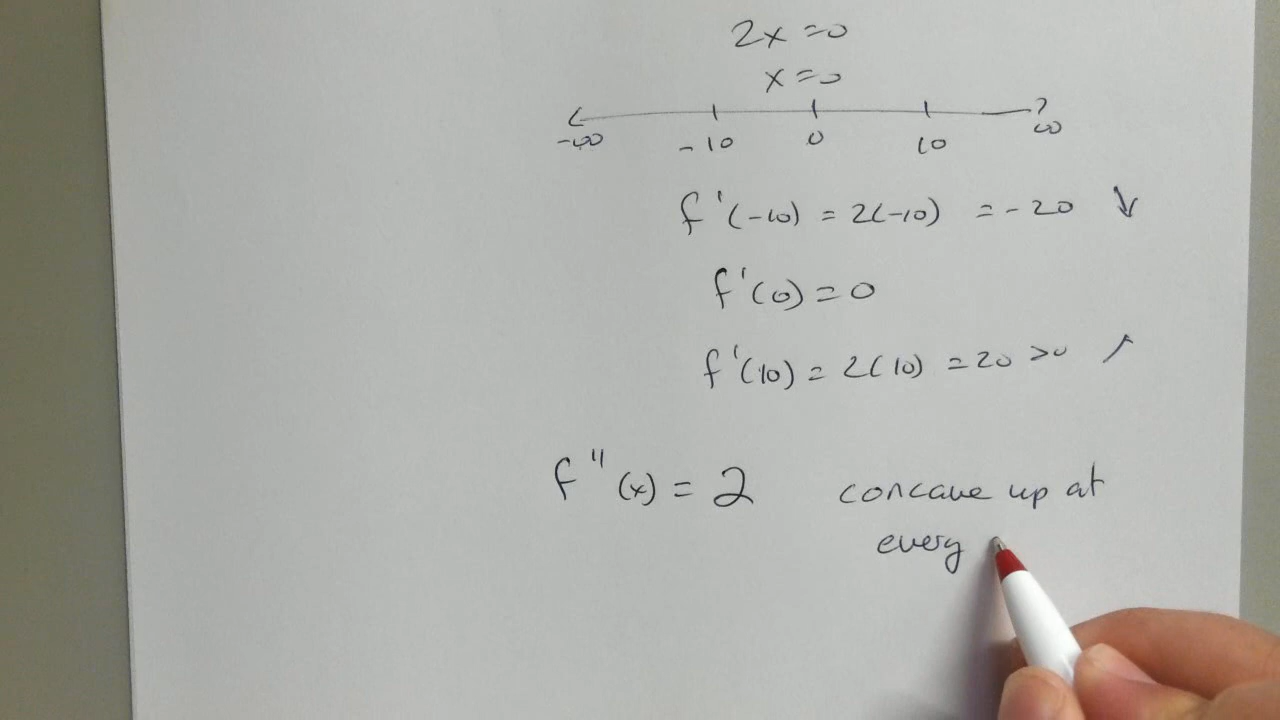 2x =0
x =0
-∞ -10 0 10 ∞
f'(-10) = 2(-10) = -20 ↓
f'(0) = 0
f'(10) = 2(10) = 20 >0 ↗
f"(x) = 2 concave up at
every